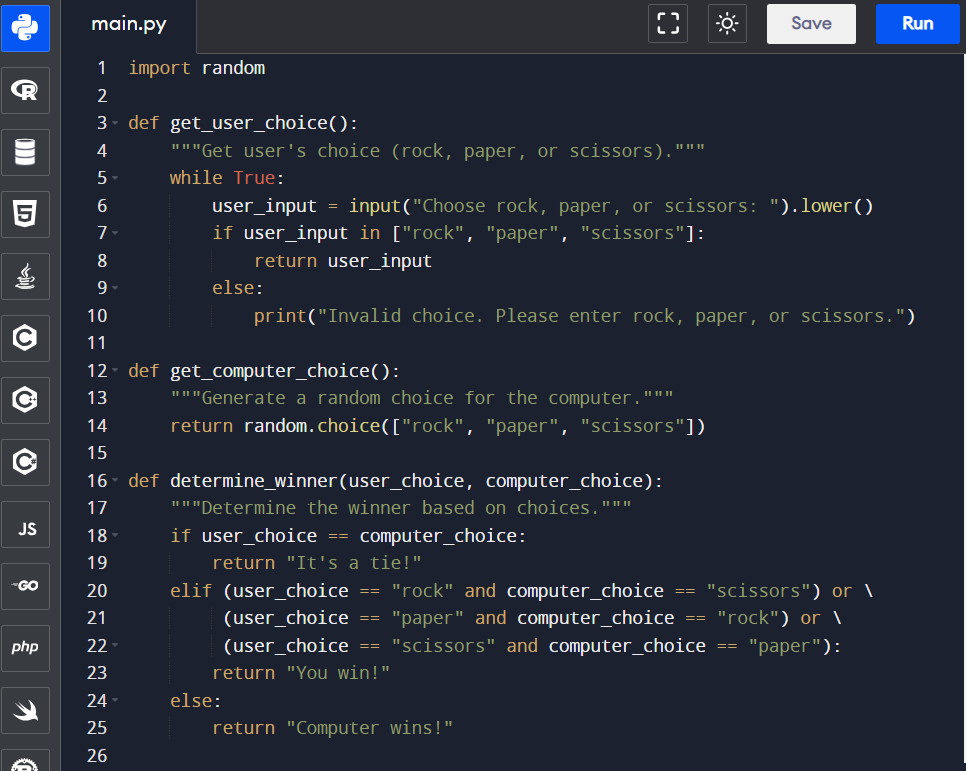 main.py Save Run
1 import random
2
3 def get_user_choice():
4     """Get user's choice (rock, paper, or scissors)."""
5     while True:
6         user_input = input("Choose rock, paper, or scissors: ").lower()
7         if user_input in ["rock", "paper", "scissors"]:
8             return user_input
9         else:
10             print("Invalid choice. Please enter rock, paper, or scissors.")
11
12 def get_computer_choice():
13     """Generate a random choice for the computer."""
14     return random.choice(["rock", "paper", "scissors"])
15
16 def determine_winner(user_choice, computer_choice):
17     """Determine the winner based on choices."""
18     if user_choice == computer_choice:
19         return "It's a tie!"
20     elif (user_choice == "rock" and computer_choice == "scissors") or \
21          (user_choice == "paper" and computer_choice == "rock") or \
22          (user_choice == "scissors" and computer_choice == "paper"):
23         return "You win!"
24     else:
25         return "Computer wins!"
26
R
5
C
C++
C#
JS
GO
php
R